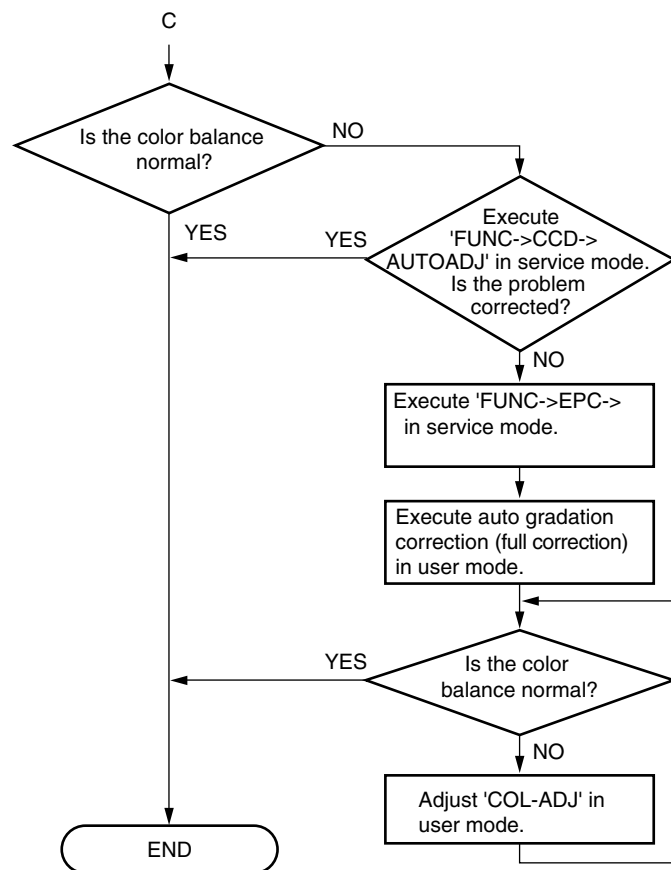 C
Is the color balance
normal?
NO
YES
YES
Execute
'FUNC->CCD->
AUTOADJ' in service mode.
Is the problem
corrected?
NO
Execute 'FUNC->EPC->
in service mode.
Execute auto gradation
correction (full correction)
in user mode.
YES
Is the color
balance normal?
NO
Adjust 'COL-ADJ' in
user mode.
END